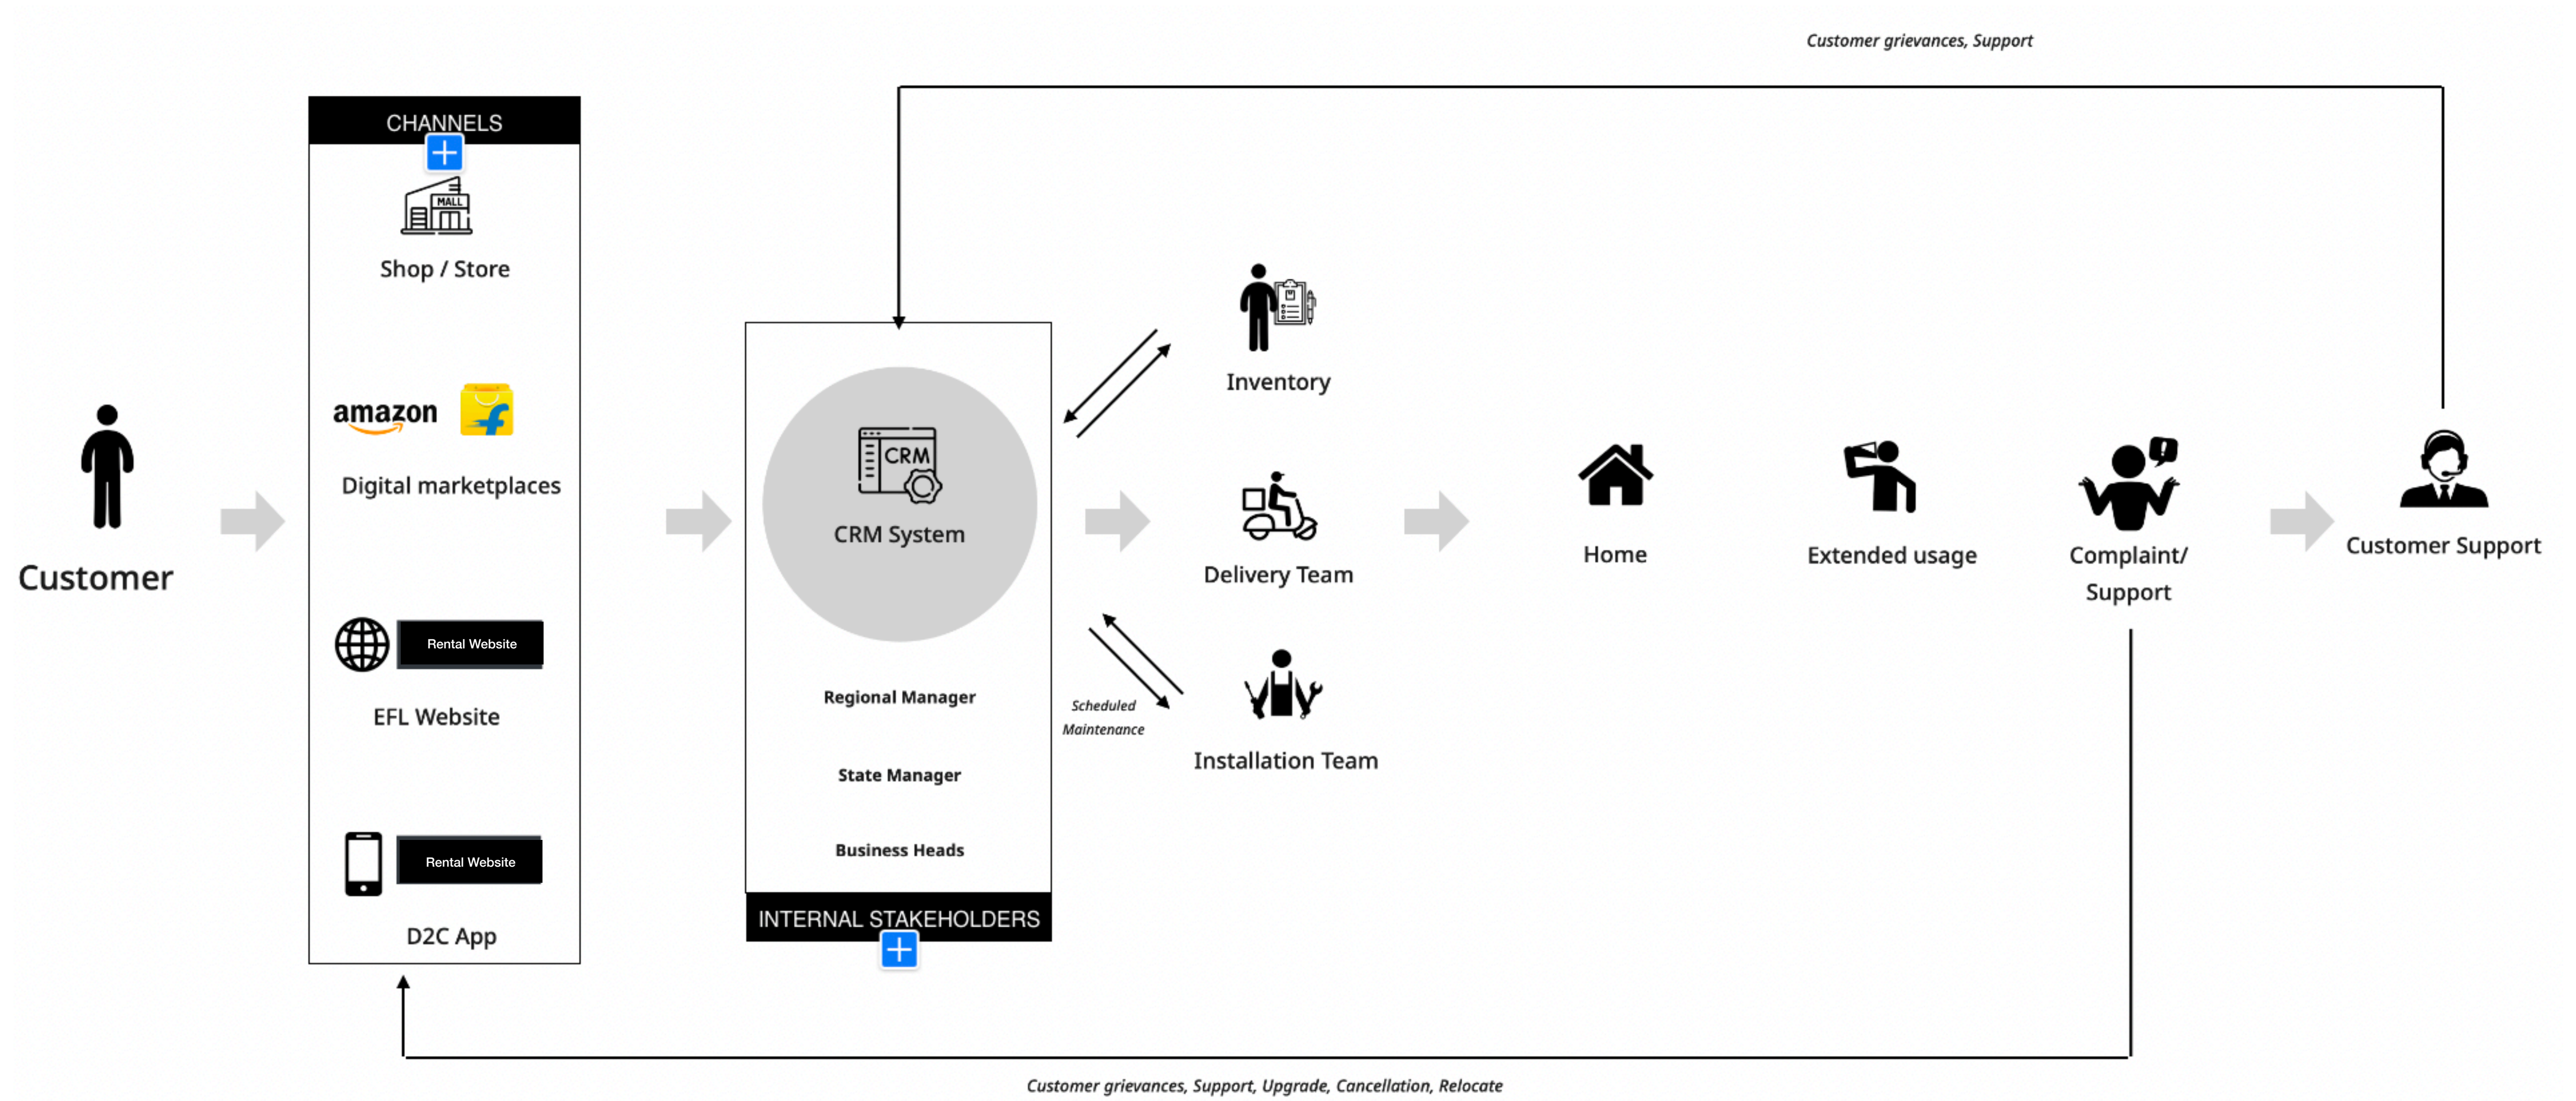 Customer grievances, Support
CHANNELS
MALL
Shop / Store
amazon
Digital marketplaces
Rental Website
EFL Website
Rental Website
D2C App
Customer
CRM
CRM System
Regional Manager
State Manager
Business Heads
INTERNAL STAKEHOLDERS
Inventory
Delivery Team
Scheduled
Maintenance
Installation Team
Home
Extended usage
Complaint/
Support
Customer Support
Customer grievances, Support, Upgrade, Cancellation, Relocate